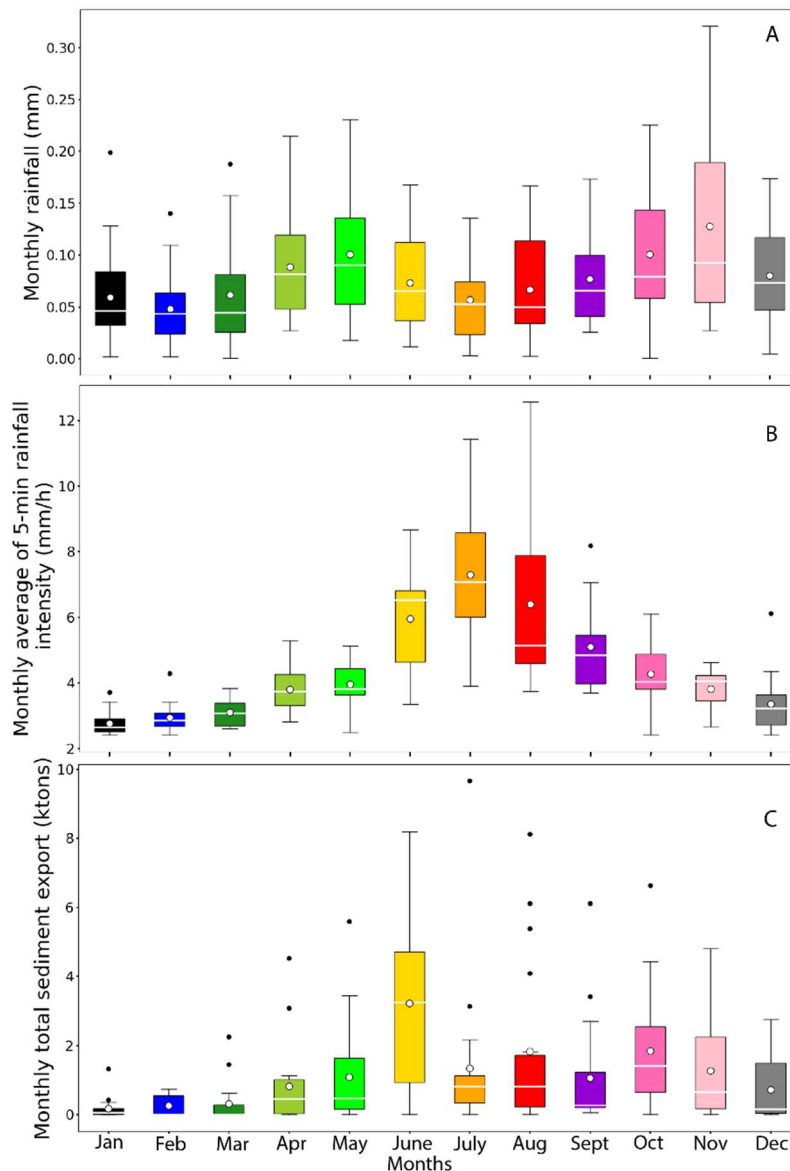 A
Monthly rainfall (mm)
0.30
0.25
0.20
0.15
0.10
0.05
0.00
B
Monthly average of 5-min rainfall
intensity (mm/h)
12
10
8
6
4
2
C
Monthly total sediment export (ktons)
10
8
6
4
2
0
Jan Feb Mar Apr May June July Aug Sept Oct Nov Dec
Months